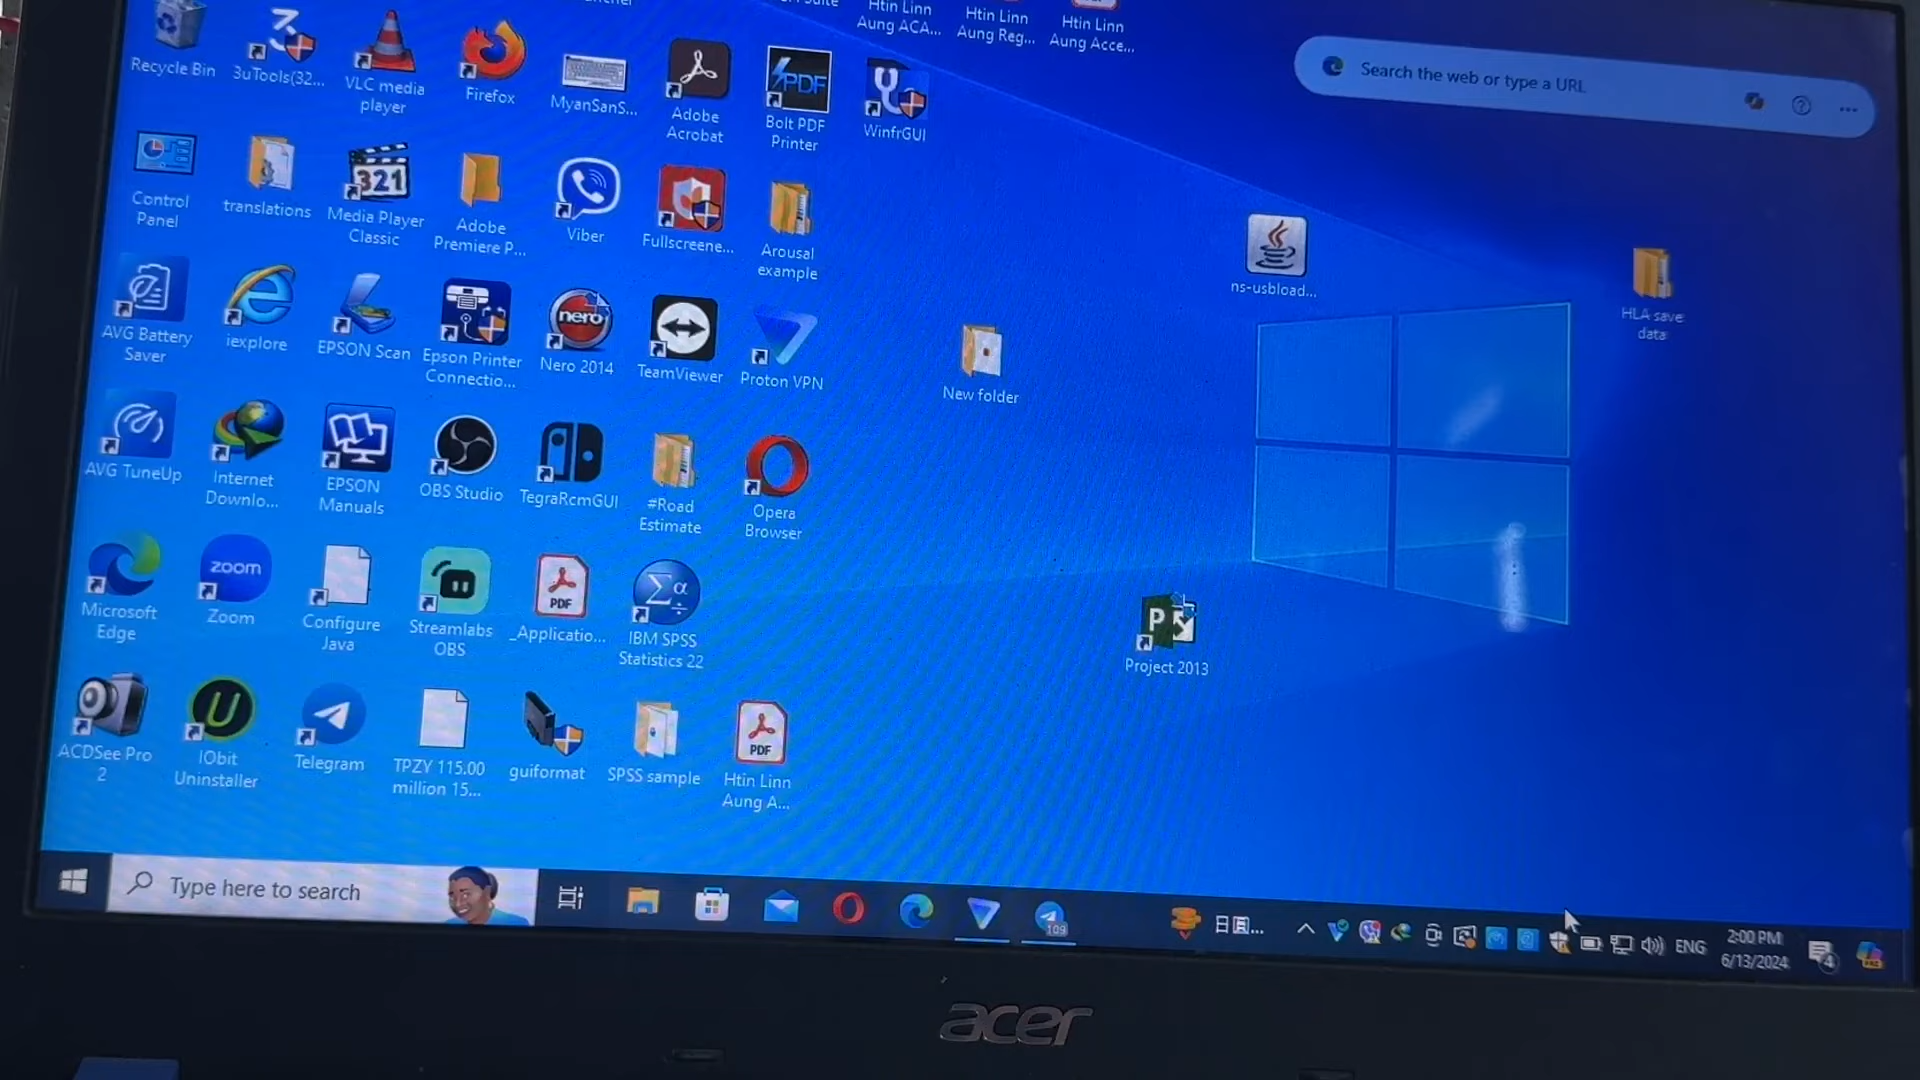 Htin Linn
Aung ACA...
Htin Linn
Aung Reg...
Htin Linn
Aung Acce...
Search the web or type a URL
Recycle Bin
3uTools(32...
VLC media
player
Firefox
MyanSanS...
Adobe
Acrobat
PDF
Bolt PDF
Printer
WinfrGUI
Control
Panel
translations
321
Media Player
Classic
Adobe
Premiere P...
Viber
Fullscreene...
Arousal
example
ns-usbload...
HLA save
data
AVG Battery
Saver
iexplore
EPSON Scan
Epson Printer
Connectio...
nero
Nero 2014
TeamViewer
Proton VPN
New folder
AVG TuneUp
Internet
Downlo...
EPSON
Manuals
OBS Studio
TegraRcmGUI
#Road
Estimate
Opera
Browser
Microsoft
Edge
zoom
Zoom
Configure
Java
Streamlabs
OBS
PDF
_Applicatio...
Σα
÷
IBM SPSS
Statistics 22
P
Project 2013
ACDSee Pro
2
U
IObit
Uninstaller
Telegram
TPZY 115.00
million 15...
guiformat
SPSS sample
PDF
Htin Linn
Aung A...
Type here to search
109
ENG
2:00 PM
6/13/2024
4
acer